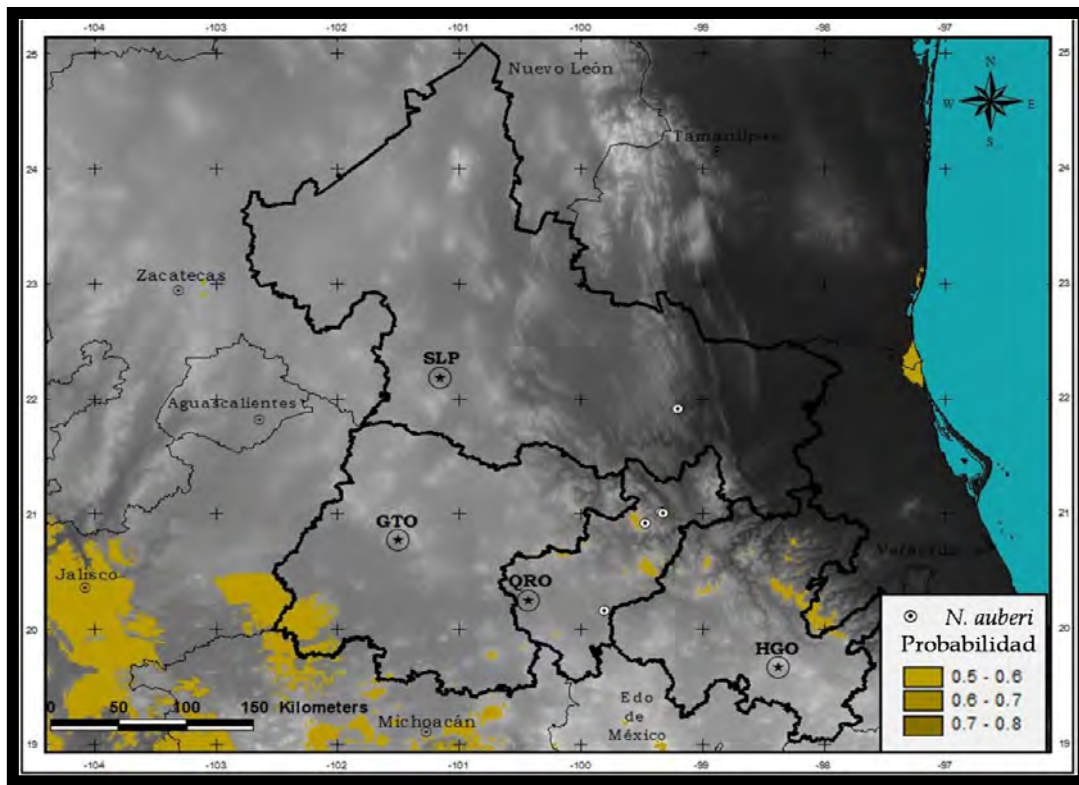 -104 -103 -102 -101 -100 -99 -98 -97
25 25
Nuevo León
N
W E
S
Tamaulipas
24 24
23 23
Zacatecas
SLP
22 22
Aguascalientes
21 21
GTO
Jalisco
QRO
Veracruz
20 20
HGO
N. auberi
Probabilidad
0.5 - 0.6
0.6 - 0.7
0.7 - 0.8
Edo
de
México
Michoacán
0 50 100 150 Kilometers
19 19
-104 -103 -102 -101 -100 -99 -98 -97